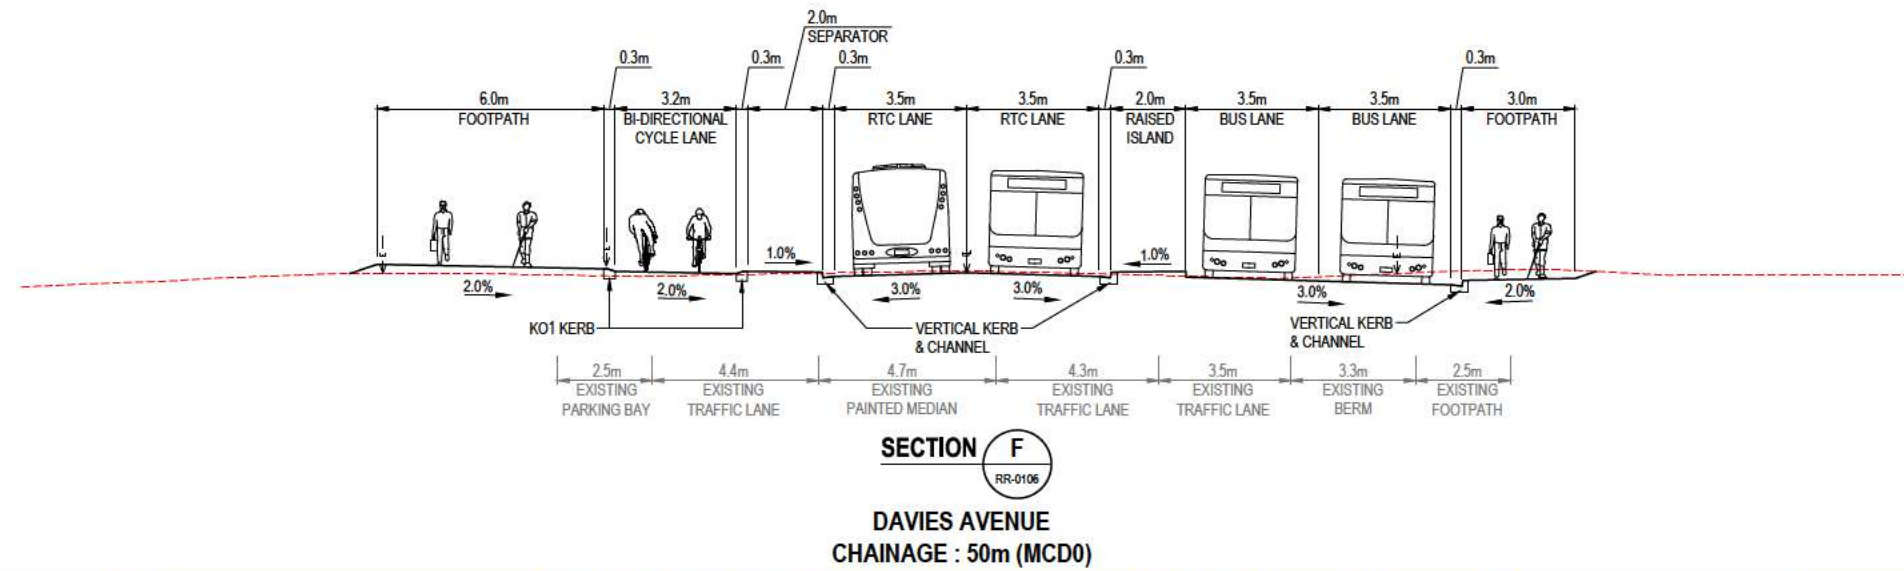 2.0m
SEPARATOR
0.3m
0.3m
0.3m
0.3m
0.3m
6.0m
FOOTPATH
3.2m
BI-DIRECTIONAL
CYCLE LANE
3.5m
RTC LANE
3.5m
RTC LANE
2.0m
RAISED
ISLAND
3.5m
BUS LANE
3.5m
BUS LANE
3.0m
FOOTPATH
1.0%
1.0%
2.0%
2.0%
3.0%
3.0%
3.0%
2.0%
KO1 KERB
VERTICAL KERB
& CHANNEL
VERTICAL KERB
& CHANNEL
2.5m
EXISTING
PARKING BAY
4.4m
EXISTING
TRAFFIC LANE
4.7m
EXISTING
PAINTED MEDIAN
4.3m
EXISTING
TRAFFIC LANE
3.5m
EXISTING
TRAFFIC LANE
3.3m
EXISTING
BERM
2.5m
EXISTING
FOOTPATH
SECTION F
RR-0106
DAVIES AVENUE
CHAINAGE : 50m (MCD0)